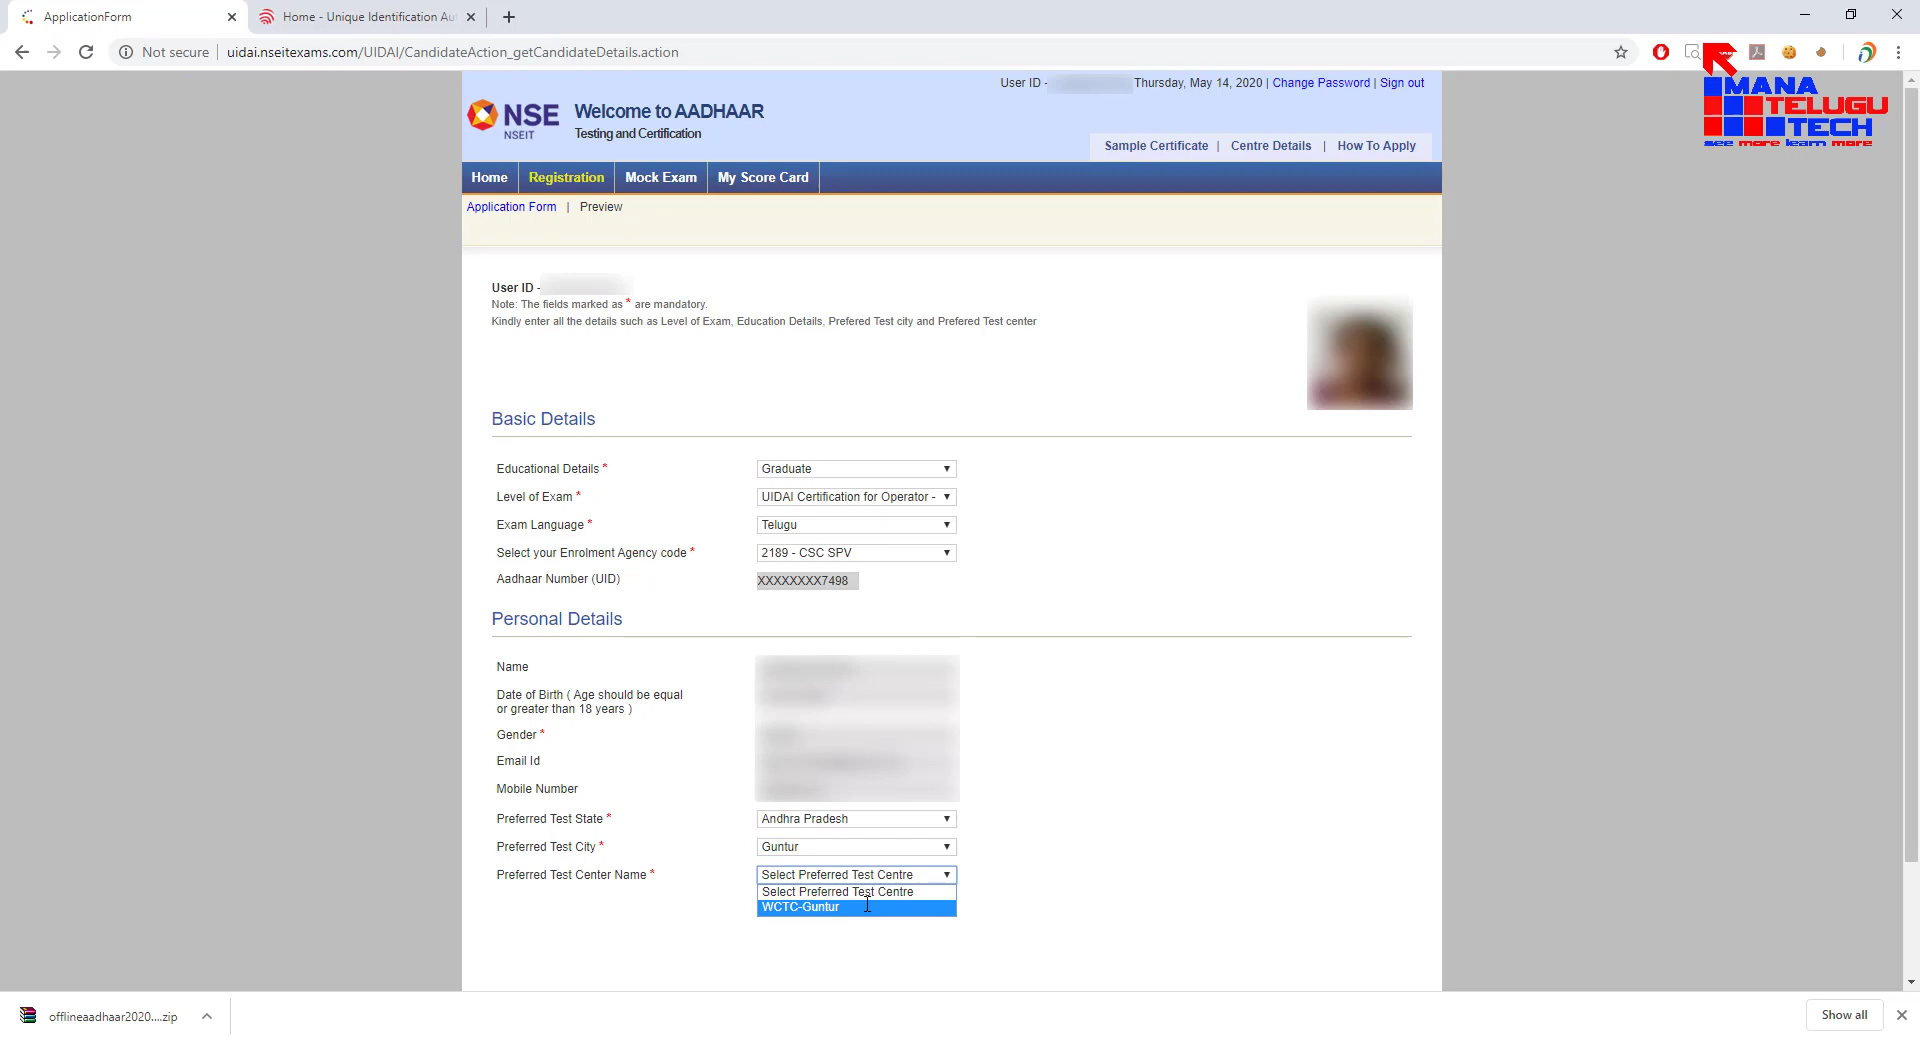 ApplicationForm
Home - Unique Identification Au
Not secure
uidai.nseitexams.com/UIDAI/CandidateAction_getCandidateDetails.action
MANA
TELUGU
TECH
see more learn more
User ID -
Thursday, May 14, 2020 | Change Password | Sign out
NSE
NSEIT
Welcome to AADHAAR
Testing and Certification
Sample Certificate | Centre Details | How To Apply
Home
Registration
Mock Exam
My Score Card
Application Form | Preview
User ID -
Note: The fields marked as * are mandatory.
Kindly enter all the details such as Level of Exam, Education Details, Prefered Test city and Prefered Test center
Basic Details
Educational Details * Graduate
Level of Exam * UIDAI Certification for Operator -
Exam Language * Telugu
Select your Enrolment Agency code * 2189 - CSC SPV
Aadhaar Number (UID) XXXXXXXX7498
Personal Details
Name
Date of Birth ( Age should be equal
or greater than 18 years )
Gender *
Email Id
Mobile Number
Preferred Test State * Andhra Pradesh
Preferred Test City * Guntur
Preferred Test Center Name * Select Preferred Test Centre
Select Preferred Test Centre
WCTC-Guntur
offlineaadhaar2020....zip
Show all